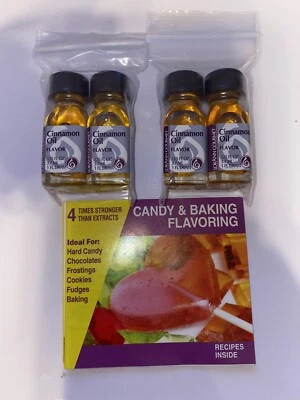 Cinnamon
Oil
FLAVOR
Cinnamon
Oil
FLAVOR
Cinnamon
Oil
FLAVOR
Cinnamon
Oil
FLAVOR
4 TIMES STRONGER
THAN EXTRACTS
CANDY & BAKING
FLAVORING
Ideal For:
Hard Candy
Chocolates
Frostings
Cookies
Fudges
Baking
RECIPES
INSIDE